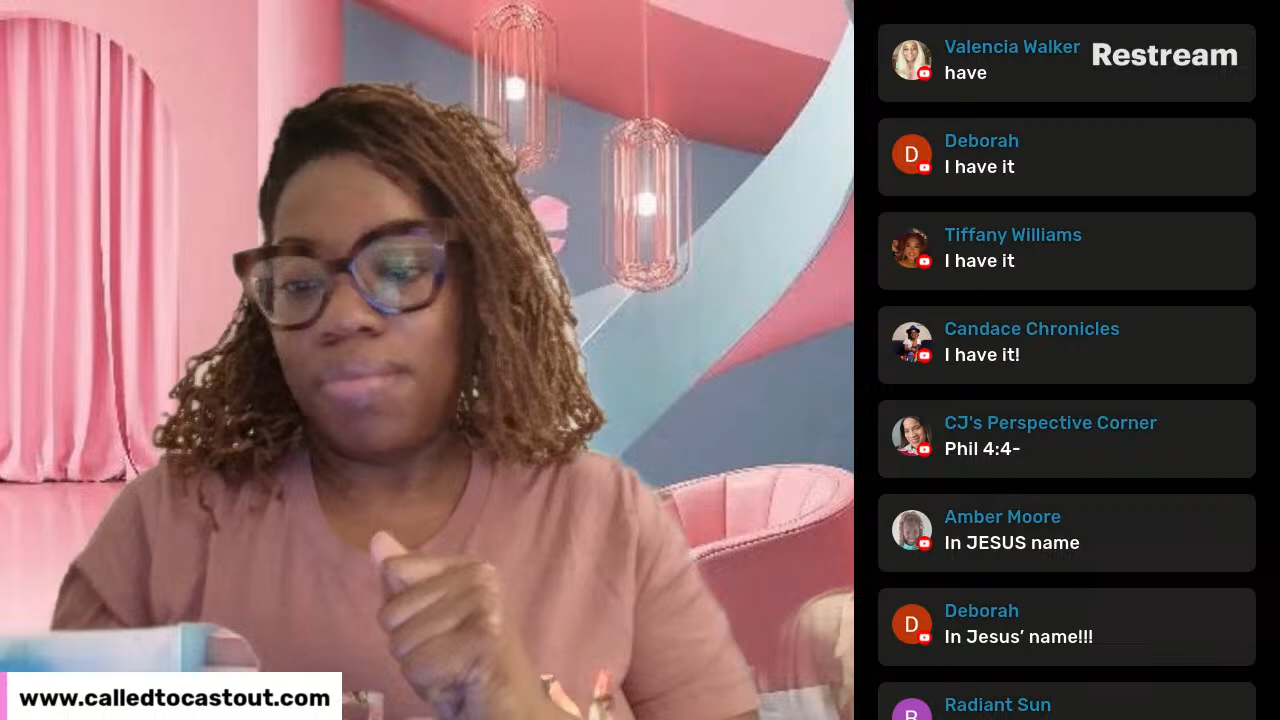 Valencia Walker
Restream
have
D
Deborah
I have it
Tiffany Williams
I have it
Candace Chronicles
I have it!
CJ's Perspective Corner
Phil 4:4-
Amber Moore
In JESUS name
D
Deborah
In Jesus’ name!!!
R
Radiant Sun
www.calledtocastout.com